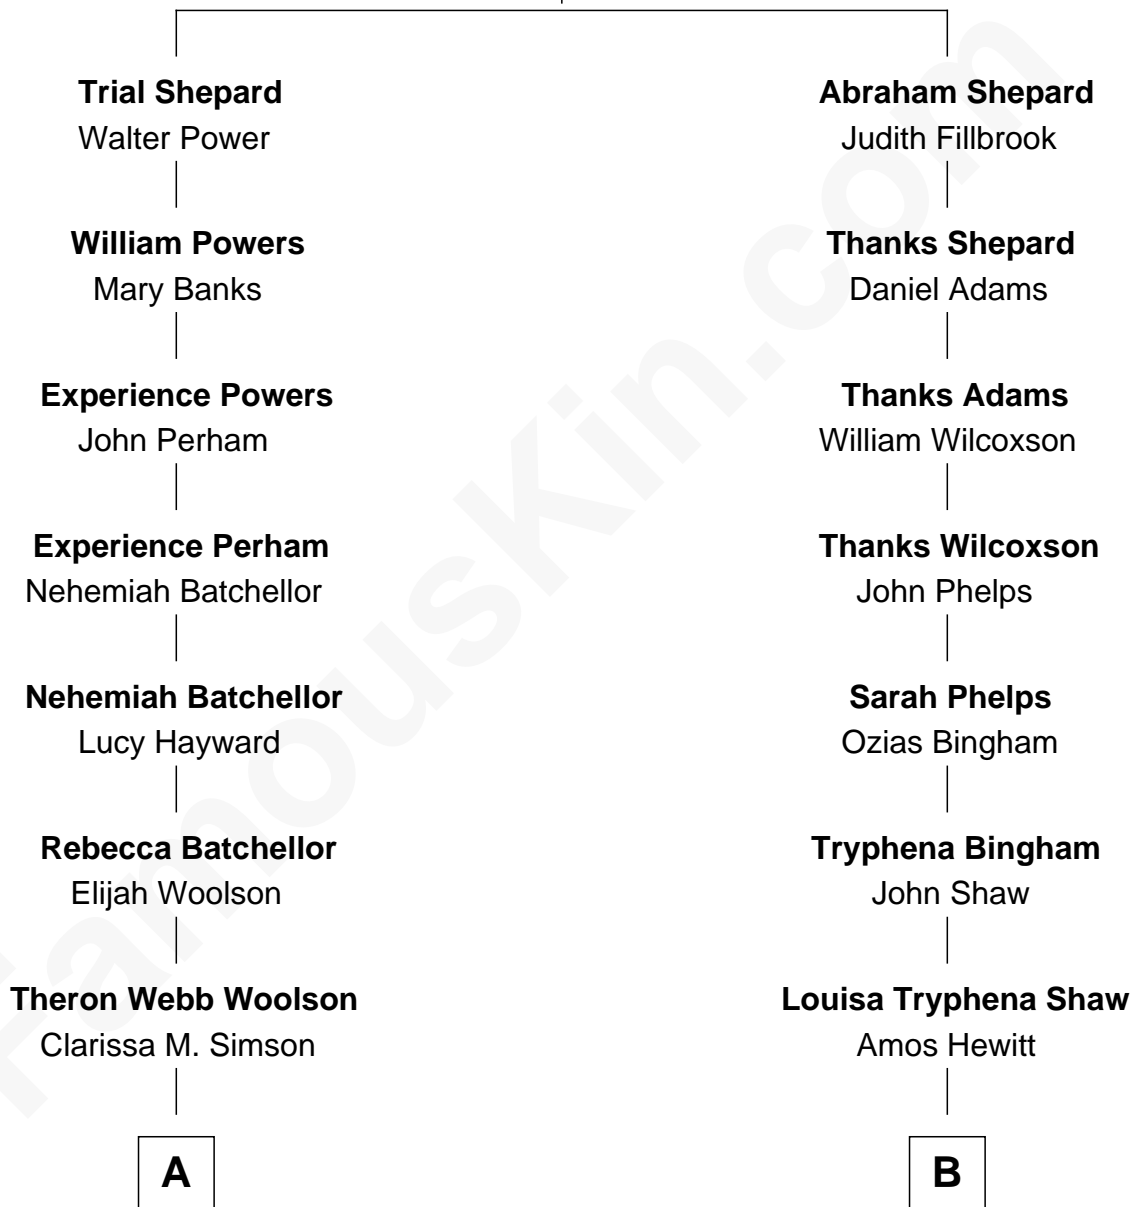 Trial Shepard
Walter Power
Abraham Shepard
Judith Fillbrook
William Powers
Mary Banks
Thanks Shepard
Daniel Adams
Experience Powers
John Perham
Thanks Adams
William Wilcoxson
Experience Perham
Nehemiah Batchellor
Thanks Wilcoxson
John Phelps
Nehemiah Batchellor
Lucy Hayward
Sarah Phelps
Ozias Bingham
Rebecca Batchellor
Elijah Woolson
Tryphena Bingham
John Shaw
Theron Webb Woolson
Clarissa M. Simson
Louisa Tryphena Shaw
Amos Hewitt
A
B
FamousKin.com